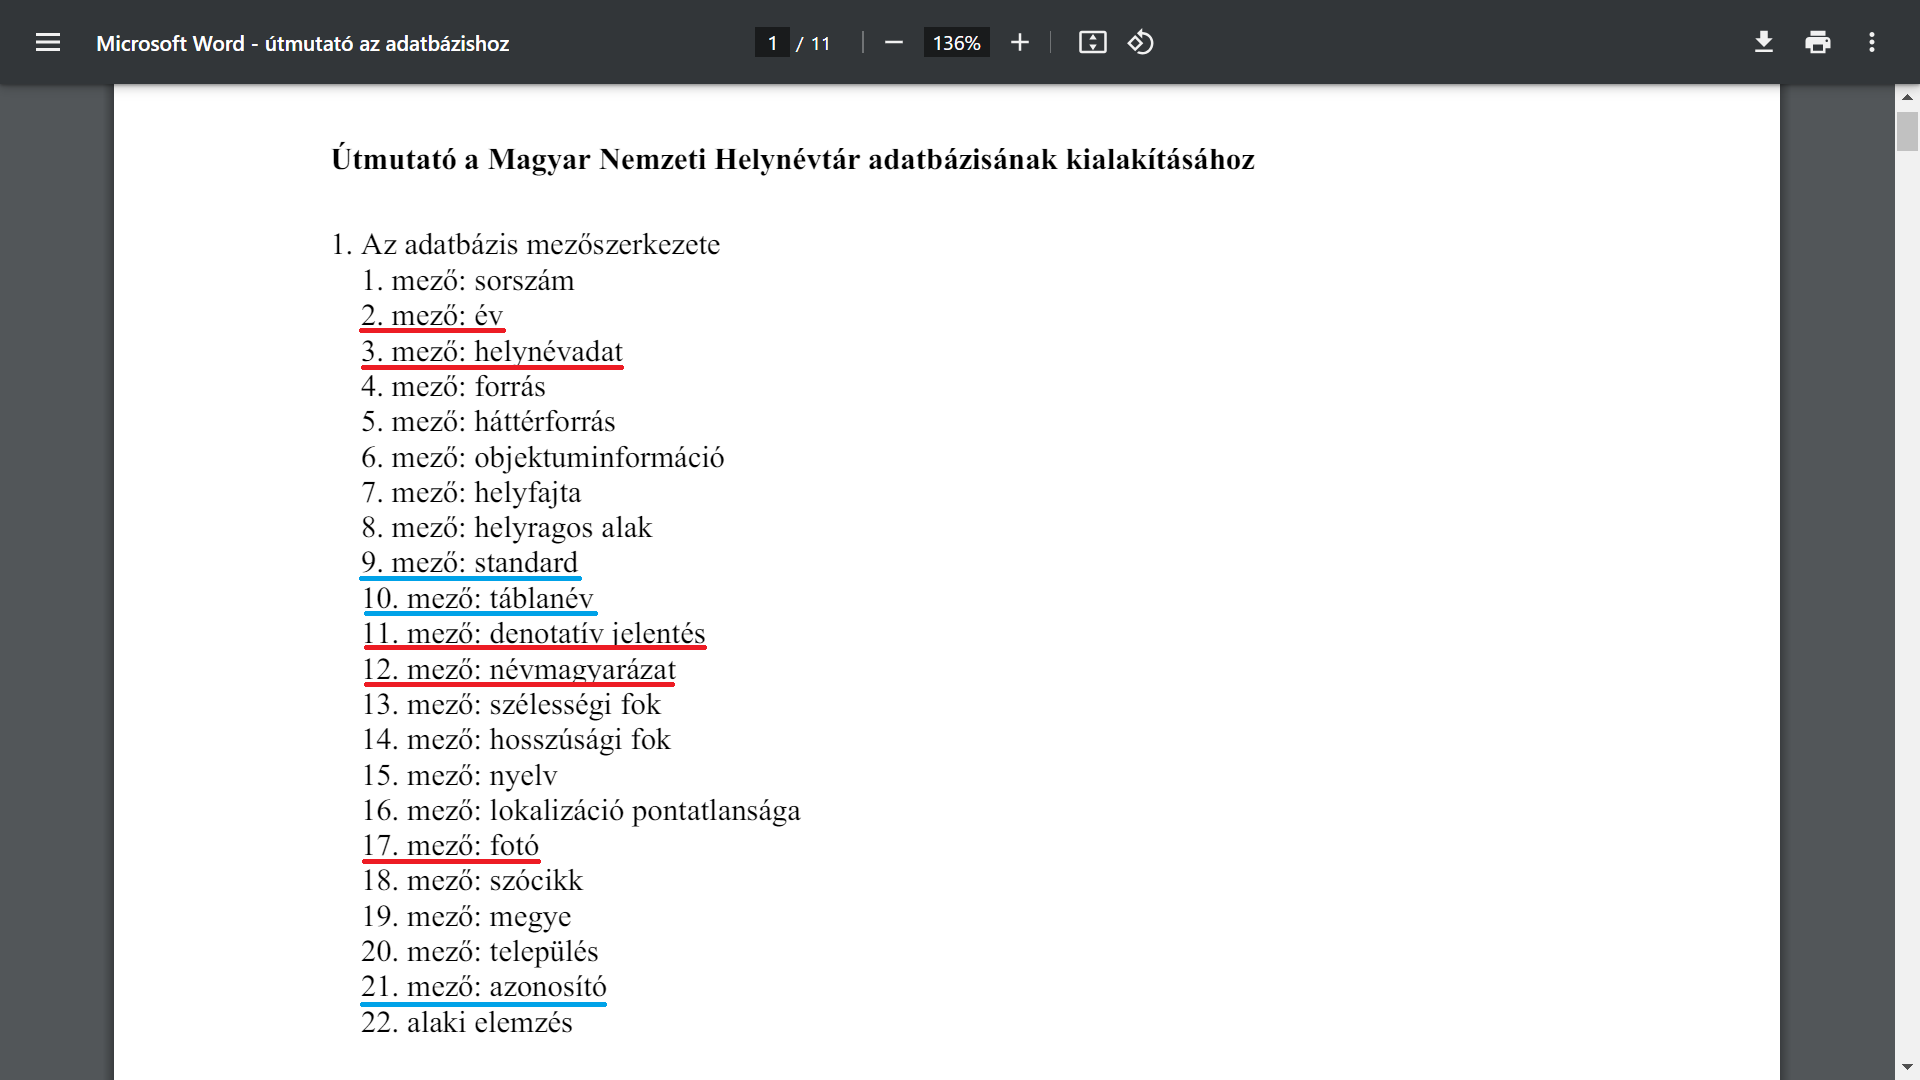 Microsoft Word - útmutató az adatbázishoz
1 / 11
136%
Útmutató a Magyar Nemzeti Helynévtár adatbázisának kialakításához
1. Az adatbázis mezőszerkezete
1. mező: sorszám
2. mező: év
3. mező: helynévadat
4. mező: forrás
5. mező: háttérforrás
6. mező: objektuminformáció
7. mező: helyfajta
8. mező: helyragos alak
9. mező: standard
10. mező: táblanév
11. mező: denotatív jelentés
12. mező: névmagyarázat
13. mező: szélességi fok
14. mező: hosszúsági fok
15. mező: nyelv
16. mező: lokalizáció pontatlansága
17. mező: fotó
18. mező: szócikk
19. mező: megye
20. mező: település
21. mező: azonosító
22. alaki elemzés